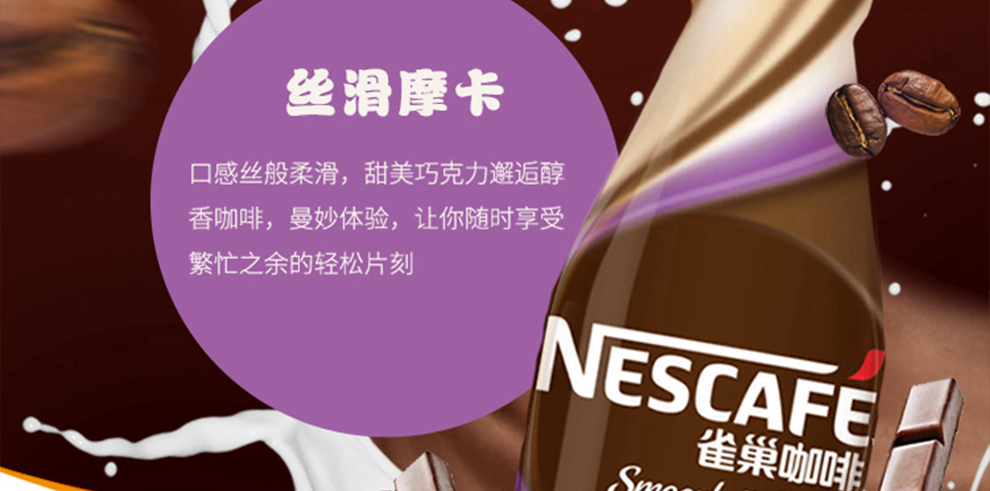 丝滑摩卡
口感丝般柔滑，甜美巧克力邂逅醇
香咖啡，曼妙体验，让你随时享受
繁忙之余的轻松片刻
NESCAFÉ
雀巢咖啡